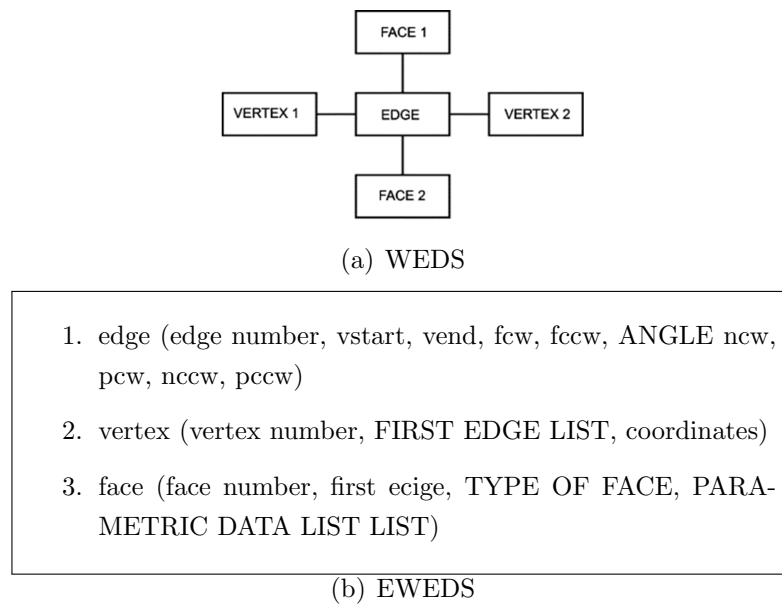 FACE 1
VERTEX 1
EDGE
VERTEX 2
FACE 2
(a) WEDS
1. edge (edge number, vstart, vend, fcw, fccw, ANGLE ncw,
pcw, nccw, pccw)
2. vertex (vertex number, FIRST EDGE LIST, coordinates)
3. face (face number, first ecige, TYPE OF FACE, PARA-
METRIC DATA LIST LIST)
(b) EWEDS